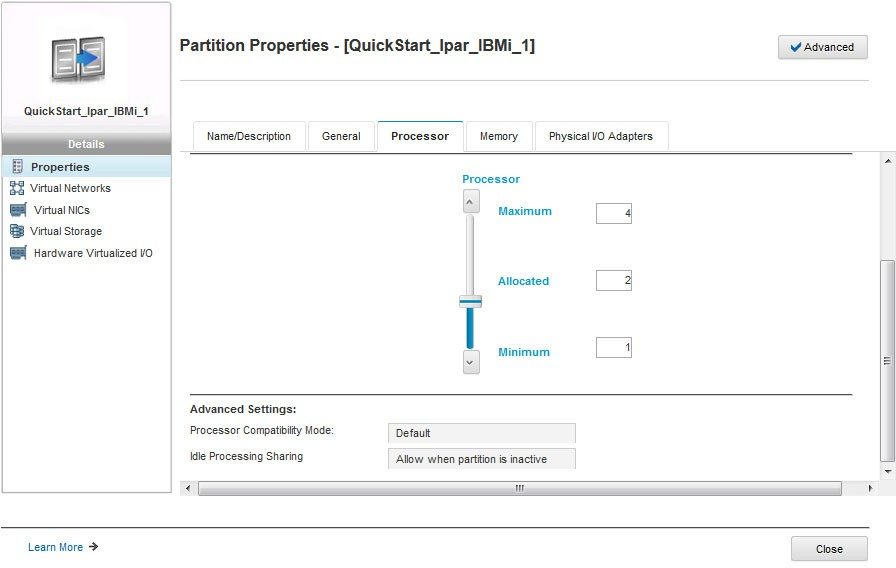 Partition Properties - [QuickStart_lpar_IBMi_1]
Advanced
QuickStart_lpar_IBMi_1
Details
Properties
Virtual Networks
Virtual NICs
Virtual Storage
Hardware Virtualized I/O
Name/Description
General
Processor
Memory
Physical I/O Adapters
Processor
Maximum 4
Allocated 2
Minimum 1
Advanced Settings:
Processor Compatibility Mode: Default
Idle Processing Sharing Allow when partition is inactive
Learn More
Close